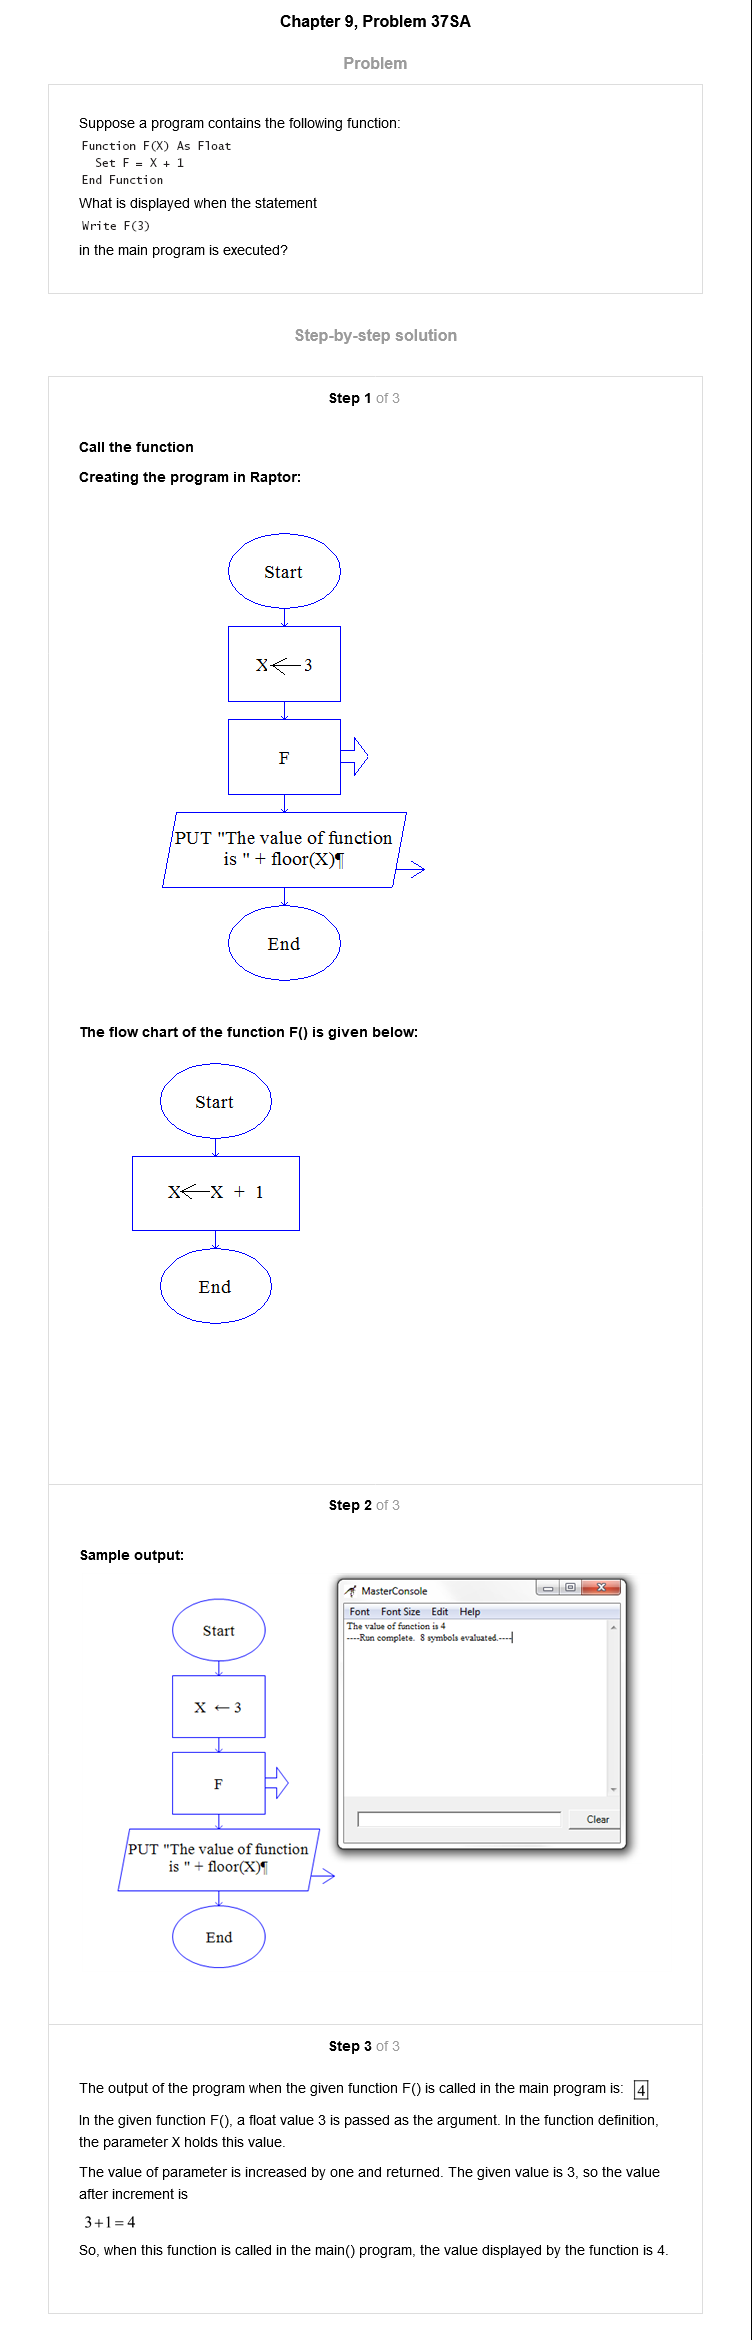 Chapter 9, Problem 37SA
Problem
Suppose a program contains the following function:
Function F(X) As Float
Set F = X + 1
End Function
What is displayed when the statement
Write F(3)
in the main program is executed?
Step-by-step solution
Step 1 of 3
Call the function
Creating the program in Raptor:
Start
X ← 3
F
PUT "The value of function
is " + floor(X)¶
End
The flow chart of the function F() is given below:
Start
X ← X + 1
End
Step 2 of 3
Sample output:
MasterConsole
Font Font Size Edit Help
The value of function is 4
----Run complete. 8 symbols evaluated.----
Clear
Start
X ← 3
F
PUT "The value of function
is " + floor(X)¶
End
Step 3 of 3
The output of the program when the given function F() is called in the main program is: 4
In the given function F(), a float value 3 is passed as the argument. In the function definition,
the parameter X holds this value.
The value of parameter is increased by one and returned. The given value is 3, so the value
after increment is
3+1=4
So, when this function is called in the main() program, the value displayed by the function is 4.